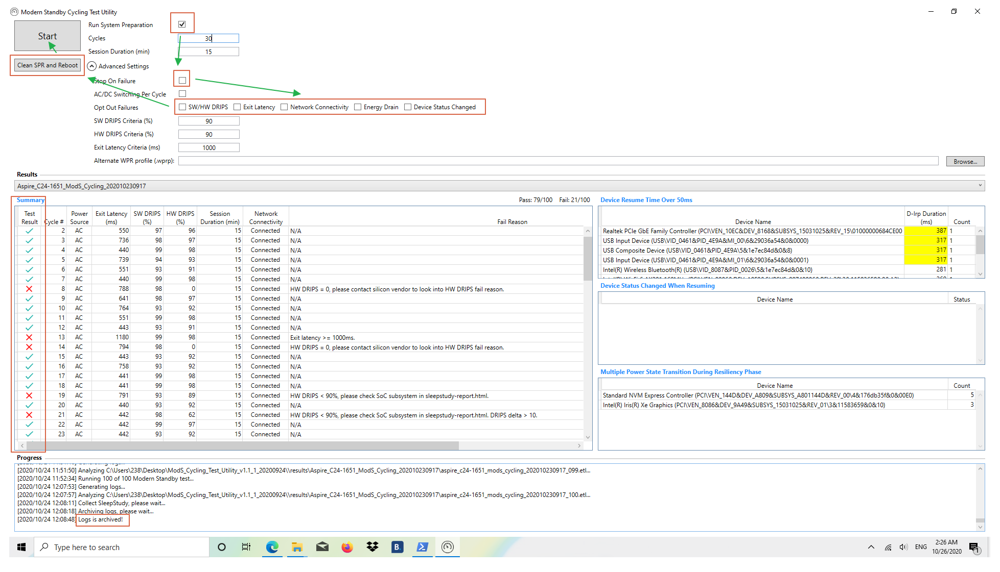 Modern Standby Cycling Test Utility
Start
Run System Preparation
Cycles 30
Session Duration (min) 15
Clean SPR and Reboot
Advanced Settings
Stop On Failure
AC/DC Switching Per Cycle
Opt Out Failures SW/HW DRIPS Exit Latency Network Connectivity Energy Drain Device Status Changed
SW DRIPS Criteria (%) 90
HW DRIPS Criteria (%) 90
Exit Latency Criteria (ms) 1000
Alternate WPR profile (.wprp): Browse...
Results
Aspire_C24-1651_ModS_Cycling_202010230917
Summary Pass: 79/100 Fail: 21/100
Test Result Cycle # Power Source Exit Latency (ms) SW DRIPS (%) HW DRIPS (%) Session Duration (min) Network Connectivity Fail Reason
2 AC 550 97 96 15 Connected N/A
3 AC 736 98 97 15 Connected N/A
4 AC 440 99 98 15 Connected N/A
5 AC 739 94 93 15 Connected N/A
6 AC 551 93 91 15 Connected N/A
7 AC 440 99 98 15 Connected N/A
8 AC 788 98 0 15 Connected HW DRIPS = 0, please contact silicon vendor to look into HW DRIPS fail reason.
9 AC 641 98 97 15 Connected N/A
10 AC 764 93 92 15 Connected N/A
11 AC 551 99 98 15 Connected N/A
12 AC 443 93 91 15 Connected N/A
13 AC 1180 99 98 15 Connected Exit latency >= 1000ms.
14 AC 794 98 0 15 Connected HW DRIPS = 0, please contact silicon vendor to look into HW DRIPS fail reason.
15 AC 443 93 92 15 Connected N/A
16 AC 758 93 92 15 Connected N/A
17 AC 441 99 98 15 Connected N/A
18 AC 441 99 98 15 Connected N/A
19 AC 791 93 89 15 Connected HW DRIPS < 90%, please check SoC subsystem in sleepstudy-report.html.
20 AC 440 93 92 15 Connected N/A
21 AC 442 98 62 15 Connected HW DRIPS < 90%, please check SoC subsystem in sleepstudy-report.html. DRIPS delta > 10.
22 AC 442 99 97 15 Connected N/A
23 AC 442 93 92 15 Connected N/A
Device Resume Time Over 50ms
Device Name D-Irp Duration (ms) Count
Realtek PCIe GbE Family Controller (PCI\VEN_10EC&DEV_8168&SUBSYS_15031025&REV_15\01000000684CE00 387 1
USB Input Device (USB\VID_0461&PID_4E9A&MI_00\6&29036a54&0&0000) 317 1
USB Composite Device (USB\VID_0461&PID_4E9A\5&1e7ec84d&0&8) 317 1
USB Input Device (USB\VID_0461&PID_4E9A&MI_01\6&29036a54&0&0001) 317 1
Intel(R) Wireless Bluetooth(R) (USB\VID_8087&PID_0026\5&1e7ec84d&0&10) 281 1
Device Status Changed When Resuming
Device Name Status
Multiple Power State Transition During Resiliency Phase
Device Name Count
Standard NVM Express Controller (PCI\VEN_144D&DEV_A809&SUBSYS_A801144D&REV_00\4&176db35f&0&00E0) 5
Intel(R) Iris(R) Xe Graphics (PCI\VEN_8086&DEV_9A49&SUBSYS_15031025&REV_01\3&11583659&0&10) 3
Progress
[2020/10/24 11:51:50] Analyzing C:\Users\238\Desktop\ModS_Cycling_Test_Utility_v1.1_1_20200924\\results\Aspire_C24-1651_ModS_Cycling_202010230917\aspire_c24-1651_mods_cycling_202010230917_099.etl...
[2020/10/24 11:52:34] Running 100 of 100 Modern Standby test...
[2020/10/24 12:07:53] Generating logs...
[2020/10/24 12:07:57] Analyzing C:\Users\238\Desktop\ModS_Cycling_Test_Utility_v1.1_1_20200924\\results\Aspire_C24-1651_ModS_Cycling_202010230917\aspire_c24-1651_mods_cycling_202010230917_100.etl...
[2020/10/24 12:08:11] Collect SleepStudy, please wait...
[2020/10/24 12:08:18] Archiving logs, please wait...
[2020/10/24 12:08:48] Logs is archived!
Type here to search
B.
ENG
2:26 AM
10/26/2020
1